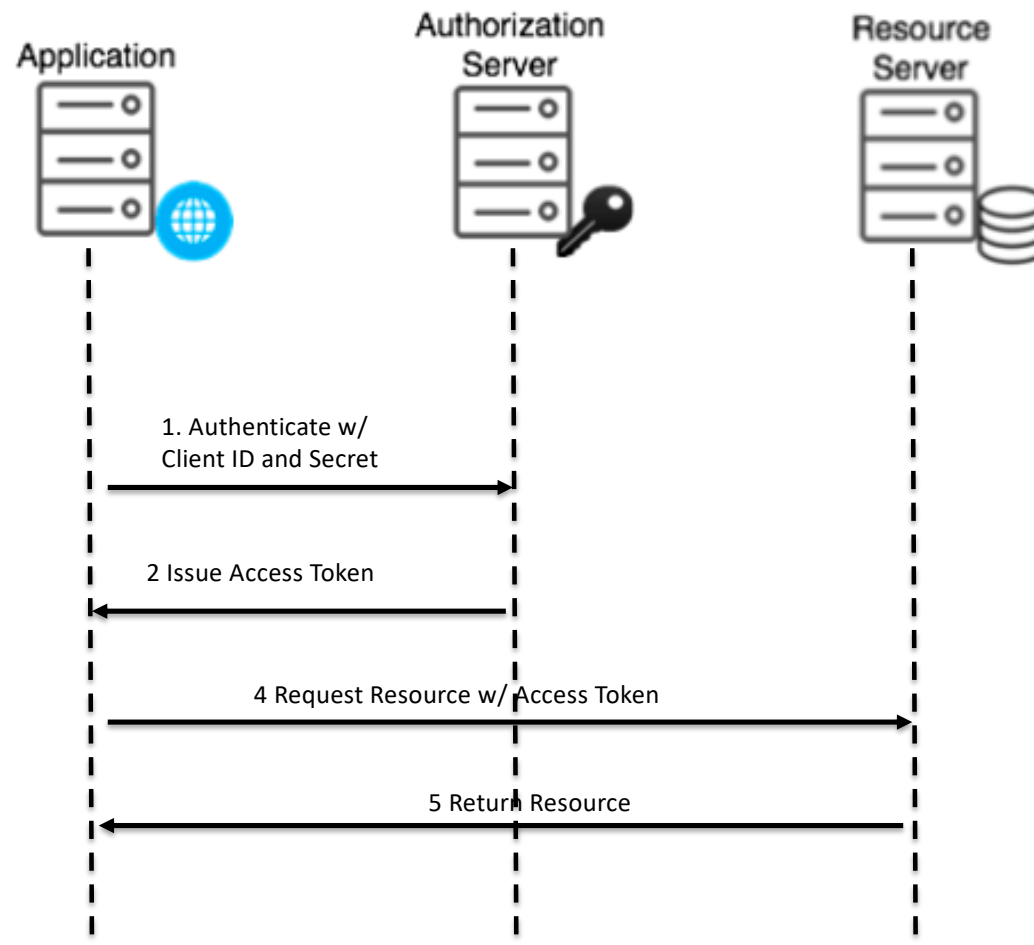 Application
Authorization
Server
Resource
Server
1. Authenticate w/
Client ID and Secret
2 Issue Access Token
4 Request Resource w/ Access Token
5 Return Resource